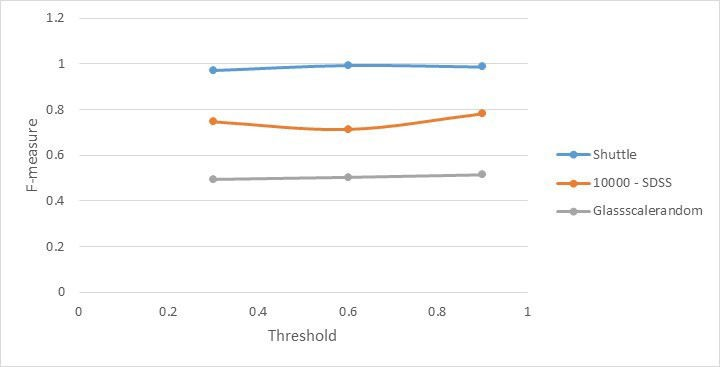 1.2
1
0.8
0.6
0.4
0.2
0
F-measure
0 0.2 0.4 0.6 0.8 1
Threshold
Shuttle
10000 - SDSS
Glassscalerandom